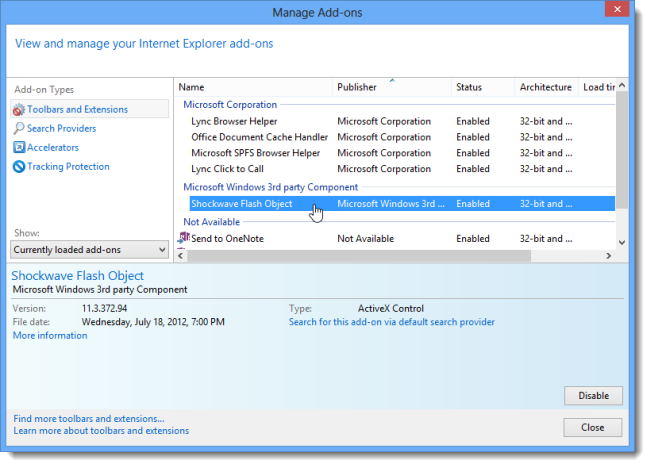 Manage Add-ons
View and manage your Internet Explorer add-ons
Add-on Types
Toolbars and Extensions
Search Providers
Accelerators
Tracking Protection
Show:
Currently loaded add-ons
Name Publisher Status Architecture Load tir
Microsoft Corporation
Lync Browser Helper Microsoft Corporation Enabled 32-bit and ...
Office Document Cache Handler Microsoft Corporation Enabled 32-bit and ...
Microsoft SPFS Browser Helper Microsoft Corporation Enabled 32-bit and ...
Lync Click to Call Microsoft Corporation Enabled 32-bit and ...
Microsoft Windows 3rd party Component
Shockwave Flash Object Microsoft Windows 3rd ... Enabled 32-bit and ...
Not Available
Send to OneNote Not Available Enabled 32-bit and ...
Shockwave Flash Object
Microsoft Windows 3rd party Component
Version: 11.3.372.94 Type: ActiveX Control
File date: Wednesday, July 18, 2012, 7:00 PM Search for this add-on via default search provider
More information
Disable
Find more toolbars and extensions...
Learn more about toolbars and extensions
Close